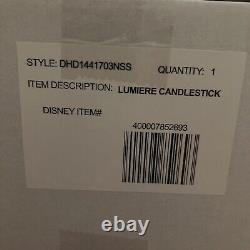 STYLE: DHD1441703NSS QUANTITY: 1
ITEM DESCRIPTION: LUMIERE CANDLESTICK
DISNEY ITEM#
400007852693